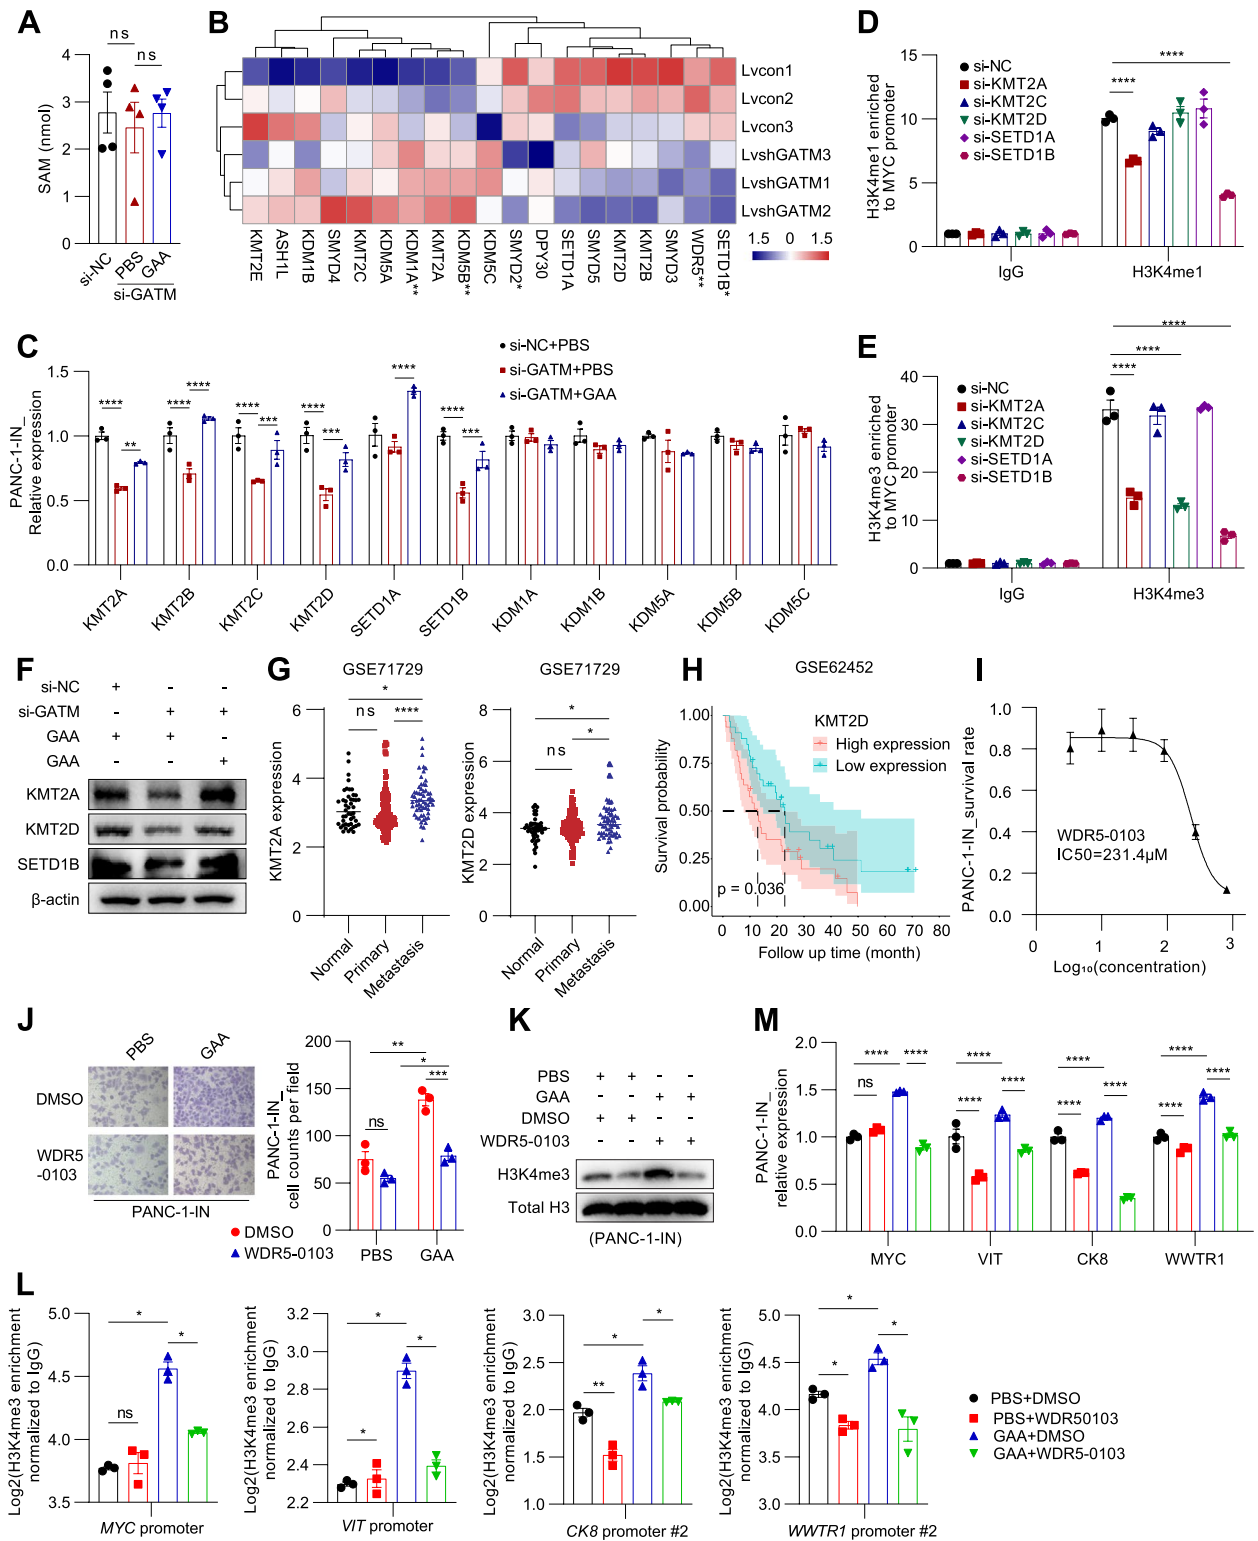 A
SAM (nmol)
4
3
2
1
0
ns
ns
si-NC
PBS
GAA
si-GATM
B
Lvcon1
Lvcon2
Lvcon3
LvshGATM3
LvshGATM1
LvshGATM2
KMT2E
ASH1L
KDM1B
SMYD4
KMT2C
KDM5A
KDM1A**
KMT2A
KDM5B**
KDM5C
SMYD2*
DPY30
SETD1A
SMYD5
KMT2D
KMT2B
SMYD3
WDR5**
SETD1B*
1.5 0 1.5
D
H3K4me1 enriched
to MYC promoter
15
10
5
0
si-NC
si-KMT2A
si-KMT2C
si-KMT2D
si-SETD1A
si-SETD1B
****
****
IgG
H3K4me1
C
PANC-1-IN_
Relative expression
1.5
1.0
0.5
0.0
si-NC+PBS
si-GATM+PBS
si-GATM+GAA
**** **
**** ****
**** ***
**** ***
****
**** ***
KMT2A
KMT2B
KMT2C
KMT2D
SETD1A
SETD1B
KDM1A
KDM1B
KDM5A
KDM5B
KDM5C
E
H3K4me3 enriched
to MYC promoter
40
30
20
10
0
si-NC
si-KMT2A
si-KMT2C
si-KMT2D
si-SETD1A
si-SETD1B
****
****
****
IgG
H3K4me3
F
si-NC + - -
si-GATM - + +
GAA + + -
GAA - - +
KMT2A
KMT2D
SETD1B
β-actin
G
GSE71729
KMT2A expression
6
4
2
0
*
ns ****
Normal
Primary
Metastasis
GSE71729
KMT2D expression
8
6
4
2
0
*
*
ns
Normal
Primary
Metastasis
H
GSE62452
Survival probability
1.00
0.75
0.50
0.25
0.00
KMT2D
High expression
Low expression
p = 0.036
0 10 20 30 40 50 60 70 80
Follow up time (month)
I
PANC-1-IN_survival rate
1.0
0.8
0.6
0.4
0.2
0.0
WDR5-0103
IC50=231.4μM
0 1 2 3
Log₁₀(concentration)
J
PBS
GAA
DMSO
WDR5
-0103
PANC-1-IN
PANC-1-IN_
cell counts per field
200
150
100
50
0
**
*
***
ns
PBS
GAA
DMSO
WDR5-0103
K
PBS + + - -
GAA - - + +
DMSO + + - -
WDR5-0103 - - + +
H3K4me3
Total H3
(PANC-1-IN)
M
PANC-1-IN_
relative expression
2.0
1.5
1.0
0.5
0.0
**** ns ****
**** **** ****
**** **** ****
**** **** ****
MYC
VIT
CK8
WWTR1
L
Log2(H3K4me3 enrichment
normalized to IgG)
5.0
4.5
4.0
3.5
*
*
ns
MYC promoter
Log2(H3K4me3 enrichment
normalized to IgG)
3.2
3.0
2.8
2.6
2.4
2.2
*
*
*
VIT promoter
Log2(H3K4me3 enrichment
normalized to IgG)
3.0
2.5
2.0
1.5
1.0
*
*
**
CK8 promoter #2
Log2(H3K4me3 enrichment
normalized to IgG)
5.0
4.5
4.0
3.5
3.0
*
*
*
WWTR1 promoter #2
PBS+DMSO
PBS+WDR50103
GAA+DMSO
GAA+WDR5-0103